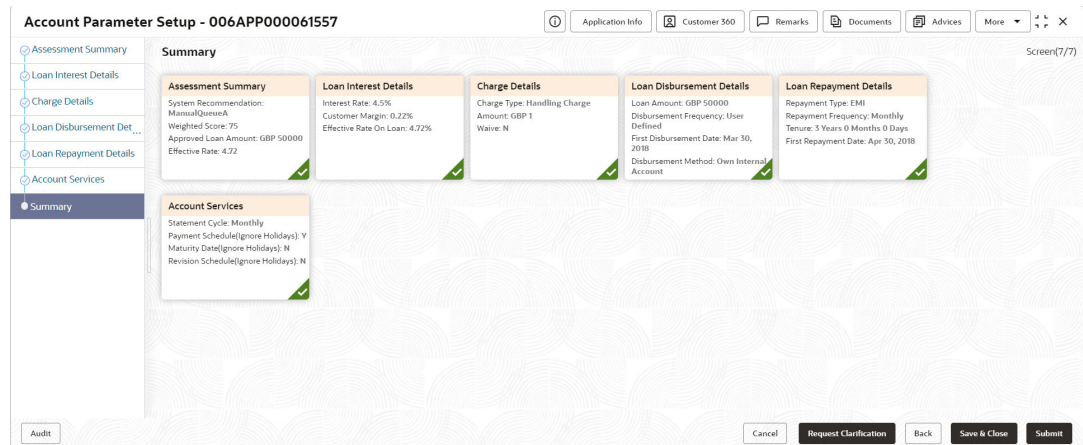 Account Parameter Setup - 006APP000061557
Application Info
Customer 360
Remarks
Documents
Advices
More
Assessment Summary
Loan Interest Details
Charge Details
Loan Disbursement Det...
Loan Repayment Details
Account Services
Summary
Summary
Screen(7/7)
Assessment Summary
System Recommendation:
ManualQueueA
Weighted Score: 75
Approved Loan Amount: GBP 50000
Effective Rate: 4.72
Loan Interest Details
Interest Rate: 4.5%
Customer Margin: 0.22%
Effective Rate On Loan: 4.72%
Charge Details
Charge Type: Handling Charge
Amount: GBP 1
Waive: N
Loan Disbursement Details
Loan Amount: GBP 50000
Disbursement Frequency: User
Defined
First Disbursement Date: Mar 30,
2018
Disbursement Method: Own Internal
Account
Loan Repayment Details
Repayment Type: EMI
Repayment Frequency: Monthly
Tenure: 3 Years 0 Months 0 Days
First Repayment Date: Apr 30, 2018
Account Services
Statement Cycle: Monthly
Payment Schedule(Ignore Holidays): Y
Maturity Date(Ignore Holidays): N
Revision Schedule(Ignore Holidays): N
Audit
Cancel
Request Clarification
Back
Save & Close
Submit